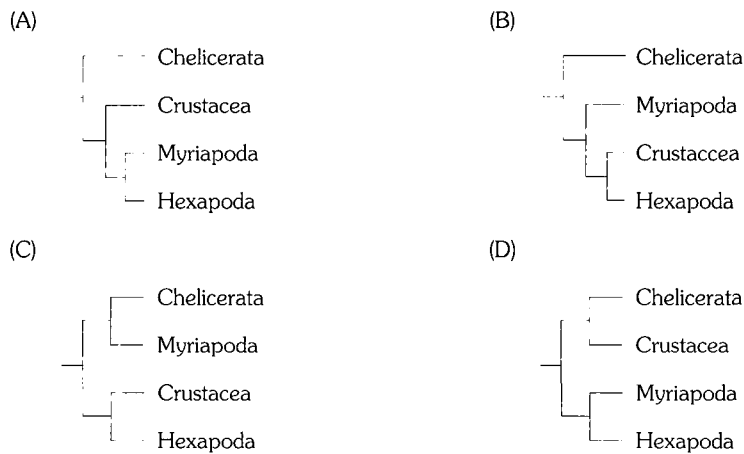 (A)
Chelicerata
Crustacea
Myriapoda
Hexapoda
(B)
Chelicerata
Myriapoda
Crustaccea
Hexapoda
(C)
Chelicerata
Myriapoda
Crustacea
Hexapoda
(D)
Chelicerata
Crustacea
Myriapoda
Hexapoda